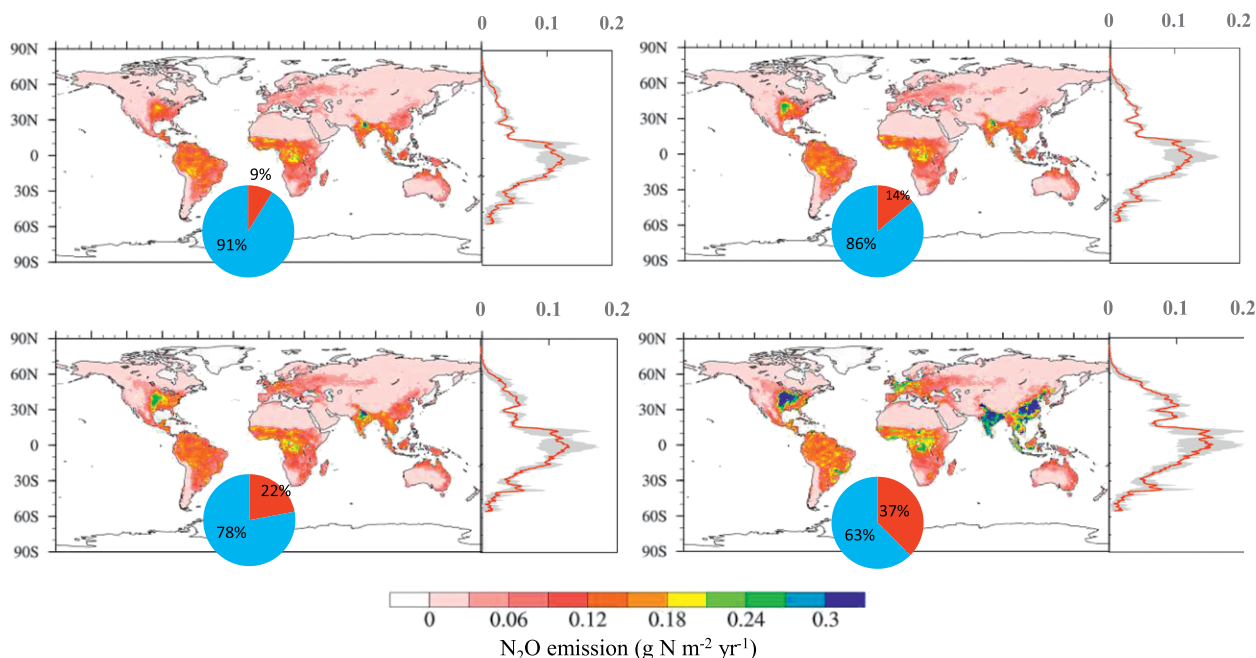 0 0.1 0.2
0 0.1 0.2
90N
60N
30N
0
30S
60S
90S
9%
91%
90N
60N
30N
0
30S
60S
90S
14%
86%
0 0.1 0.2
0 0.1 0.2
90N
60N
30N
0
30S
60S
90S
22%
78%
90N
60N
30N
0
30S
60S
90S
37%
63%
0 0.06 0.12 0.18 0.24 0.3
N₂O emission (g N m⁻² yr⁻¹)